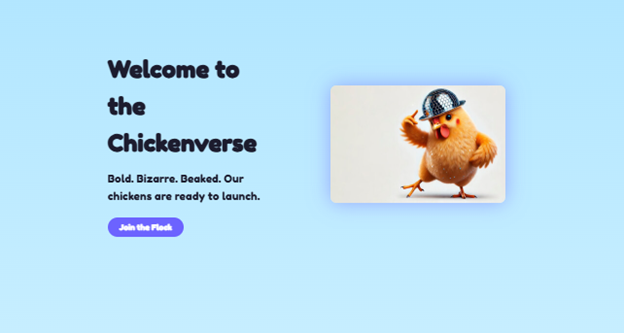 Welcome to
the
Chickenverse
Bold. Bizarre. Beaked. Our
chickens are ready to launch.
Join the Flock